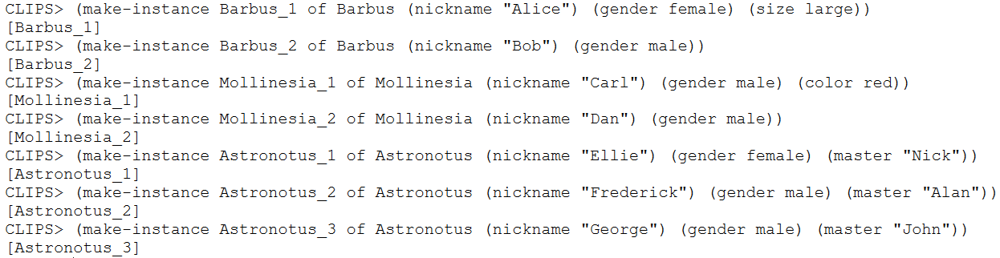 CLIPS> (make-instance Barbus_1 of Barbus (nickname "Alice") (gender female) (size large))
[Barbus_1]
CLIPS> (make-instance Barbus_2 of Barbus (nickname "Bob") (gender male))
[Barbus_2]
CLIPS> (make-instance Mollinesia_1 of Mollinesia (nickname "Carl") (gender male) (color red))
[Mollinesia_1]
CLIPS> (make-instance Mollinesia_2 of Mollinesia (nickname "Dan") (gender male))
[Mollinesia_2]
CLIPS> (make-instance Astronotus_1 of Astronotus (nickname "Ellie") (gender female) (master "Nick"))
[Astronotus_1]
CLIPS> (make-instance Astronotus_2 of Astronotus (nickname "Frederick") (gender male) (master "Alan"))
[Astronotus_2]
CLIPS> (make-instance Astronotus_3 of Astronotus (nickname "George") (gender male) (master "John"))
[Astronotus_3]